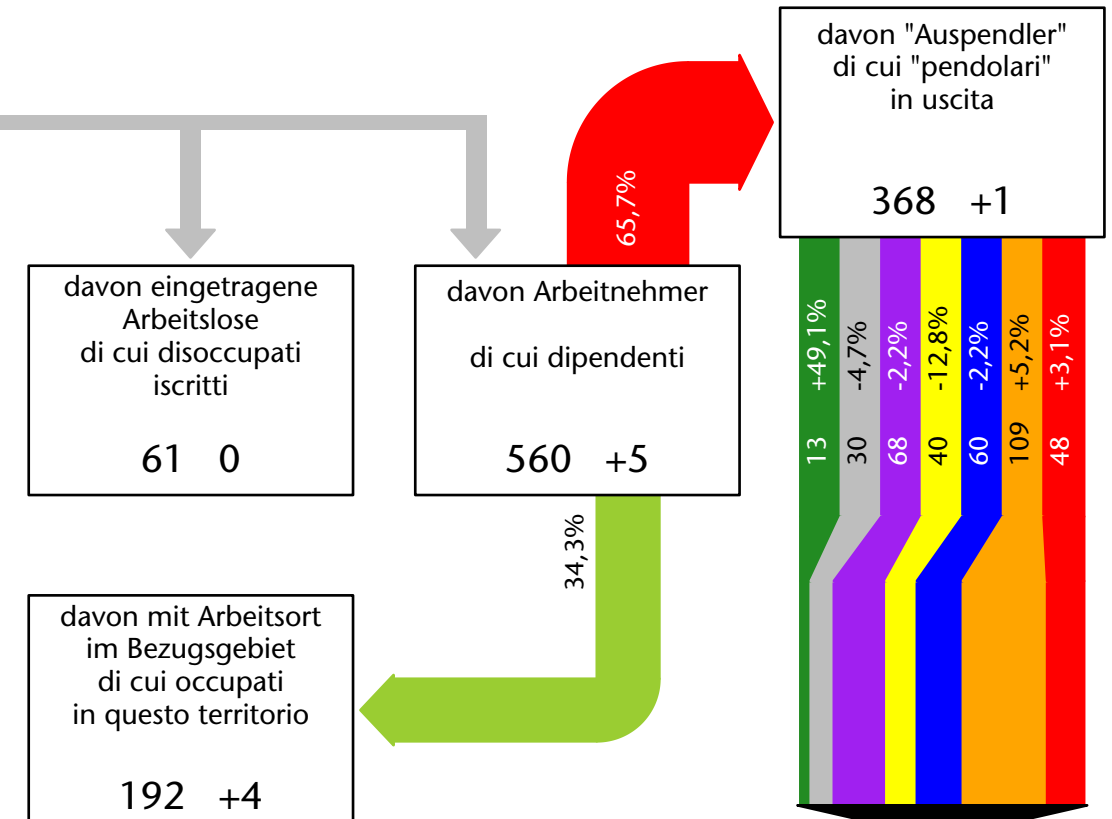 davon "Auspendler"
di cui "pendolari"
in uscita
368 +1
65,7%
davon eingetragene
Arbeitslose
di cui disoccupati
iscritti
61 0
davon Arbeitnehmer
di cui dipendenti
560 +5
13 +49,1%
30 -4,7%
68 -2,2%
40 -12,8%
60 -2,2%
109 +5,2%
48 +3,1%
34,3%
davon mit Arbeitsort
im Bezugsgebiet
di cui occupati
in questo territorio
192 +4